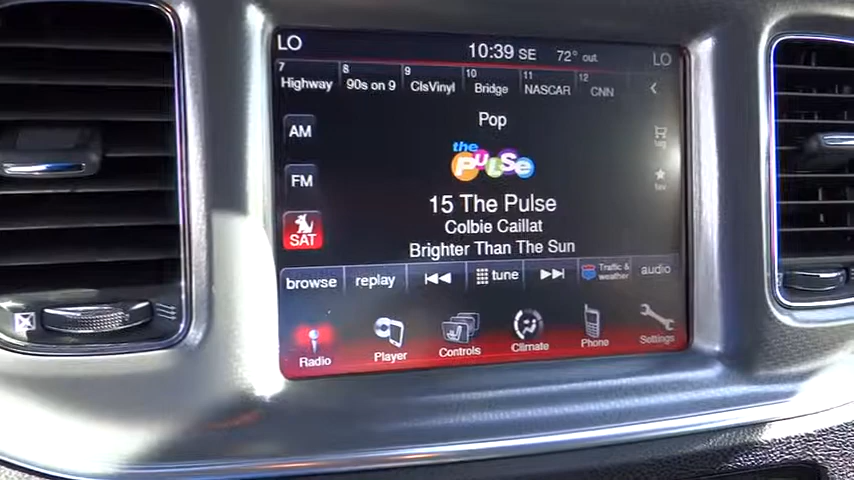 LO 10:39 SE 72° out LO
7 Highway 8 90s on 9 9 ClsVinyl 10 Bridge 11 NASCAR 12 CNN
Pop
AM
the PULSE
tag
FM
fav
15 The Pulse
SAT
Colbie Caillat
Brighter Than The Sun
browse replay tune Traffic & weather audio
Radio Player Controls Climate Phone Settings